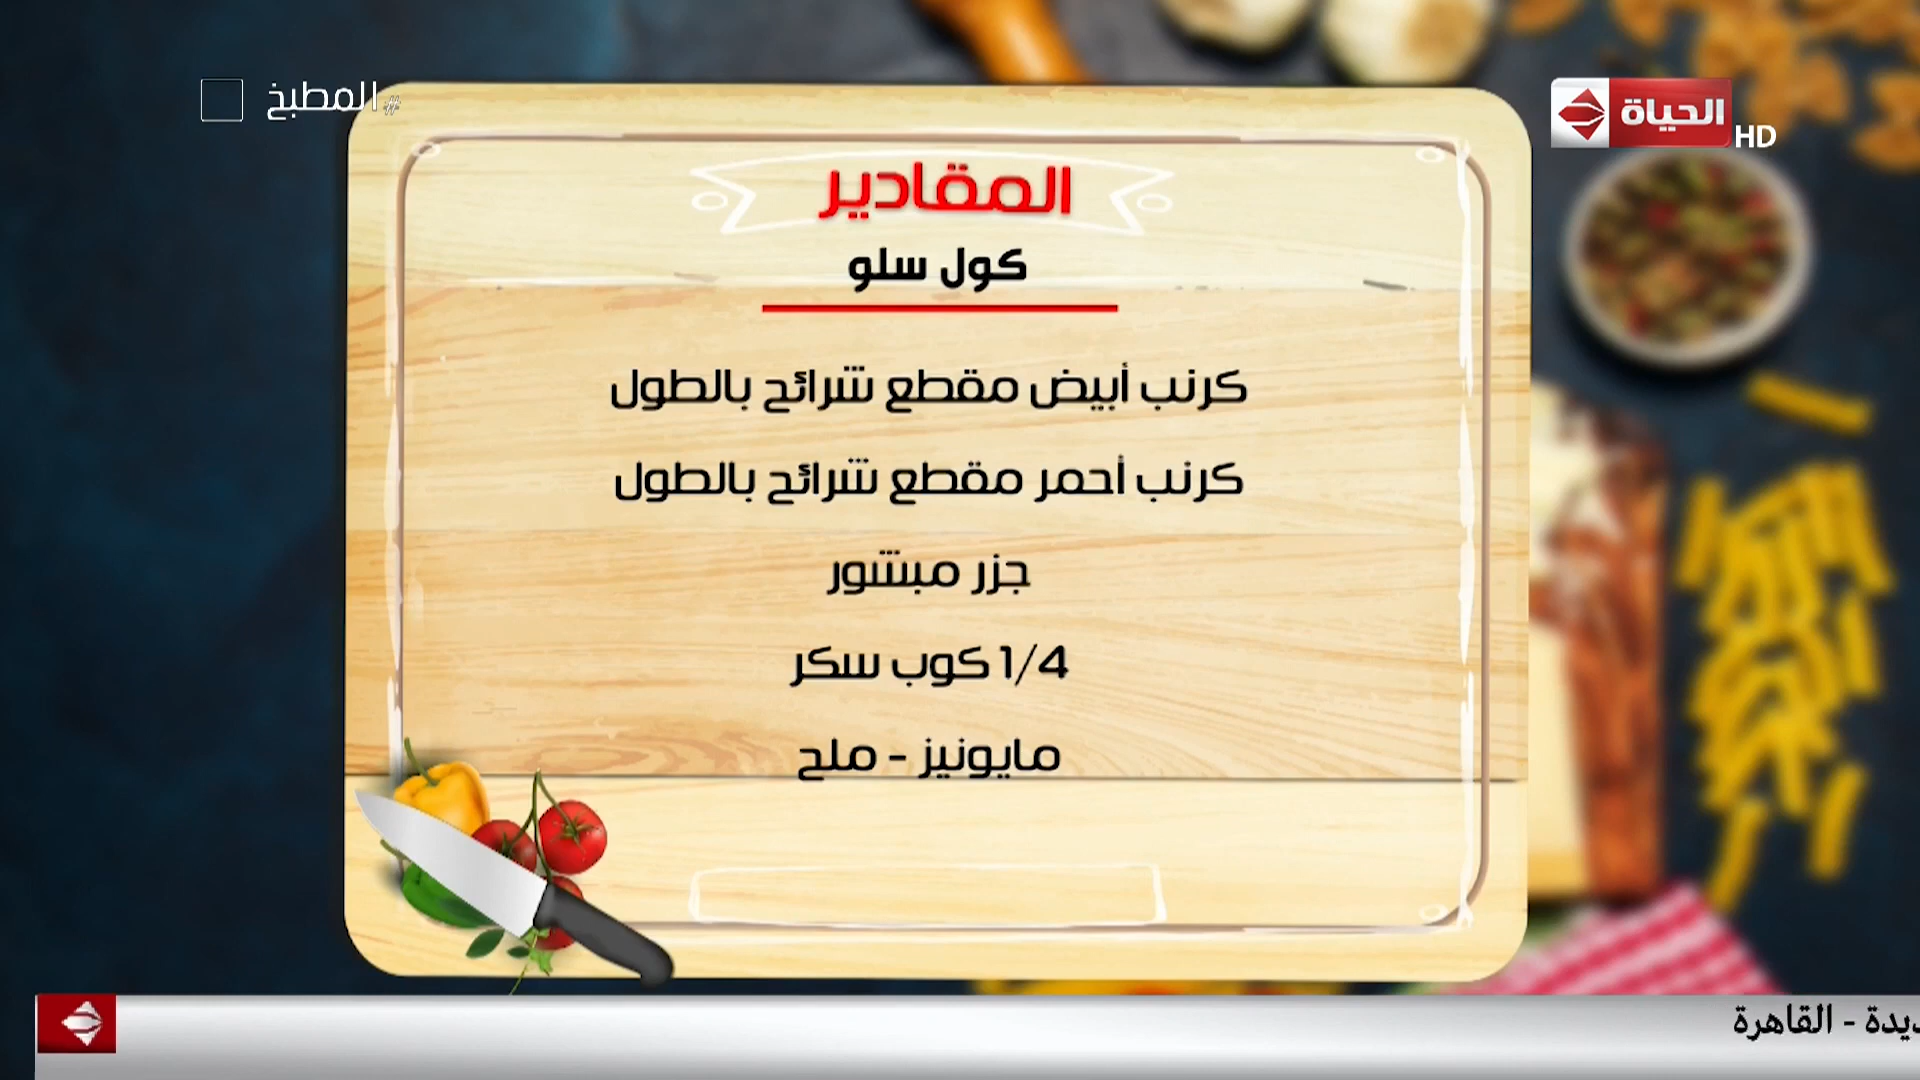 #المطبخ
الحياة
HD
المقادير
كول سلو
كرنب أبيض مقطع شرائح بالطول
كرنب أحمر مقطع شرائح بالطول
جزر مبشور
1/4 كوب سكر
مايونيز - ملح
- القاهرة